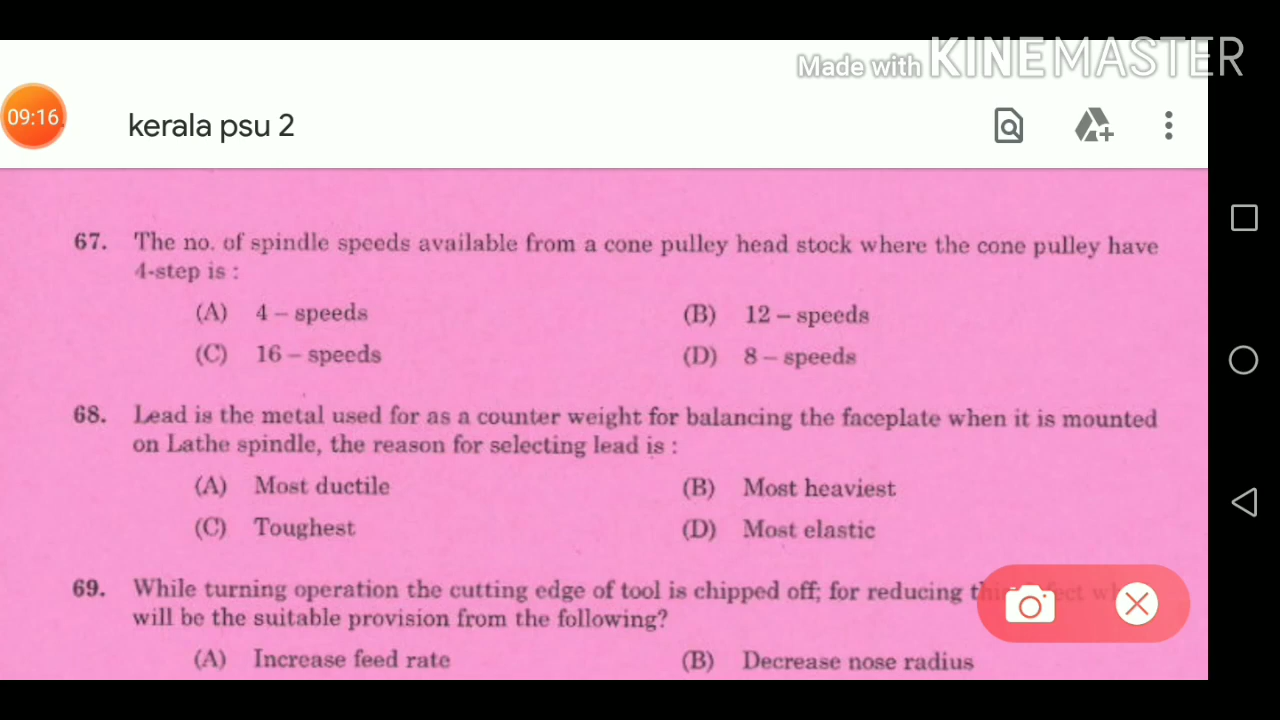 Made with KINEMASTER
09:16
kerala psu 2
67. The no. of spindle speeds available from a cone pulley head stock where the cone pulley have
4-step is :
(A) 4 – speeds (B) 12 – speeds
(C) 16 – speeds (D) 8 – speeds
68. Lead is the metal used for as a counter weight for balancing the faceplate when it is mounted
on Lathe spindle, the reason for selecting lead is :
(A) Most ductile (B) Most heaviest
(C) Toughest (D) Most elastic
69. While turning operation the cutting edge of tool is chipped off; for reducing
will be the suitable provision from the following?
(A) Increase feed rate (B) Decrease nose radius